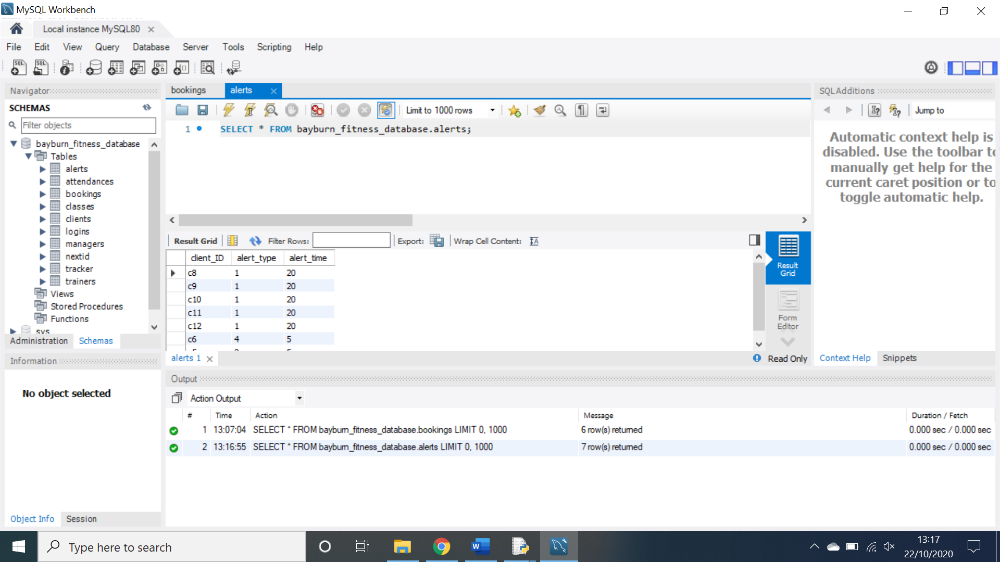 MySQL Workbench
Local instance MySQL80
File Edit View Query Database Server Tools Scripting Help
Navigator
SCHEMAS
Filter objects
bayburn_fitness_database
Tables
alerts
attendances
bookings
classes
clients
logins
managers
nextid
tracker
trainers
Views
Stored Procedures
Functions
sys
Administration Schemas
Information
No object selected
Object Info Session
bookings alerts
Limit to 1000 rows
1 SELECT * FROM bayburn_fitness_database.alerts;
Result Grid Filter Rows: Export: Wrap Cell Content:
client_ID alert_type alert_time
c8 1 20
c9 1 20
c10 1 20
c11 1 20
c12 1 20
c6 4 5
Result
Grid
Form
Editor
alerts 1
Read Only
SQLAdditions
Jump to
Automatic context help is
disabled. Use the toolbar to
manually get help for the
current caret position or to
toggle automatic help.
Context Help Snippets
Output
Action Output
# Time Action Message Duration / Fetch
1 13:07:04 SELECT * FROM bayburn_fitness_database.bookings LIMIT 0, 1000 6 row(s) returned 0.000 sec / 0.000 sec
2 13:16:55 SELECT * FROM bayburn_fitness_database.alerts LIMIT 0, 1000 7 row(s) returned 0.000 sec / 0.000 sec
Type here to search
13:17
22/10/2020